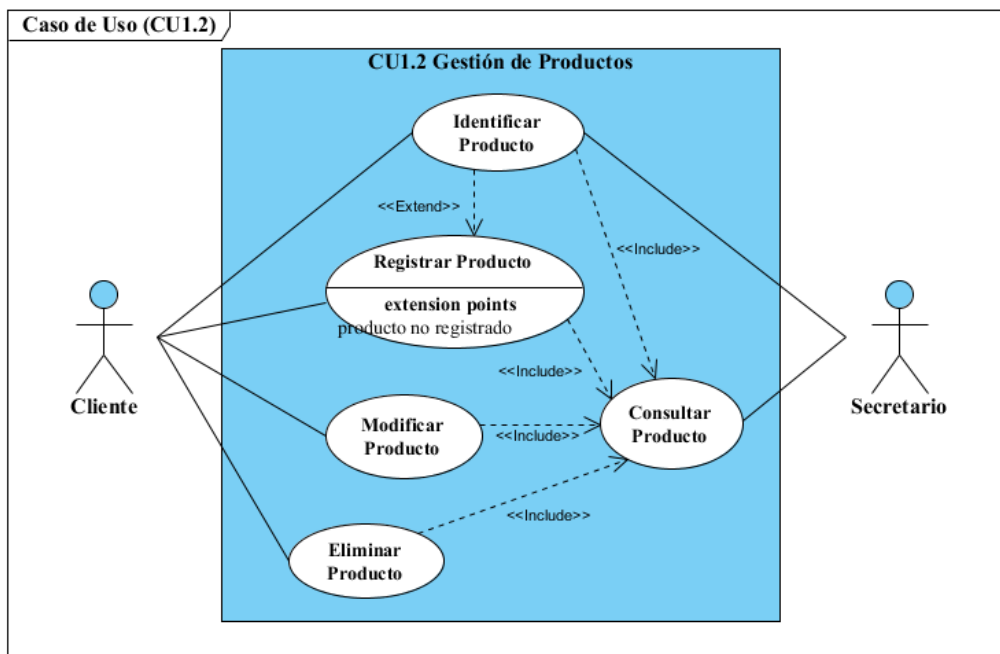 Caso de Uso (CU1.2)
CU1.2 Gestión de Productos
Identificar
Producto
<<Extend>>
<<Include>>
Registrar Producto
extension points
producto no registrado
<<Include>>
Cliente
Secretario
Modificar
Producto
<<Include>>
Consultar
Producto
<<Include>>
Eliminar
Producto